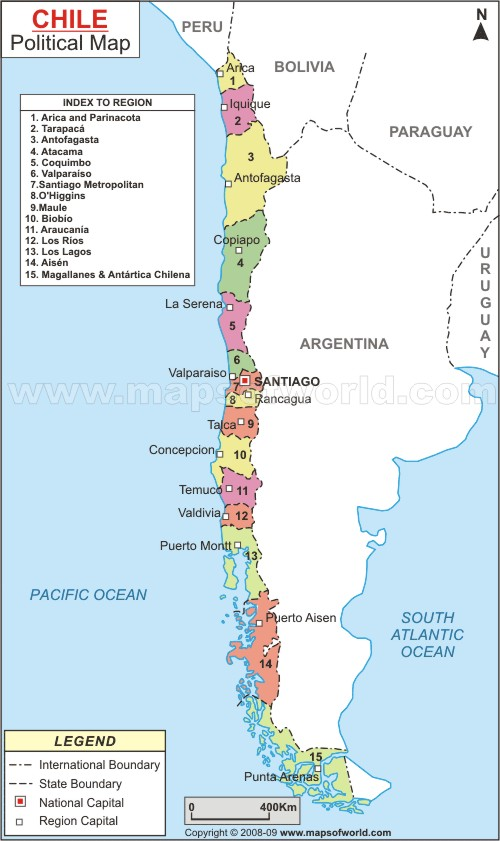 CHILE
Political Map
N
PERU
BOLIVIA
PARAGUAY
URUGUAY
ARGENTINA
INDEX TO REGION
1. Arica and Parinacota
2. Tarapacá
3. Antofagasta
4. Atacama
5. Coquimbo
6. Valparaíso
7.Santiago Metropolitan
8.O'Higgins
9.Maule
10. Biobío
11. Araucanía
12. Los Ríos
13. Los Lagos
14. Aisén
15. Magallanes & Antártica Chilena
Arica
1
Iquique
2
3
Antofagasta
Copiapo
4
La Serena
5
6
Valparaiso
7
SANTIAGO
www.mapsofworld.com
8
Rancagua
Talca
9
Concepcion
10
Temuco
11
Valdivia
12
Puerto Montt
13
PACIFIC OCEAN
Puerto Aisen
SOUTH
ATLANTIC
OCEAN
14
15
Punta Arenas
LEGEND
International Boundary
State Boundary
National Capital
Region Capital
0 400Km
Copyright © 2008-09 www.mapsofworld.com